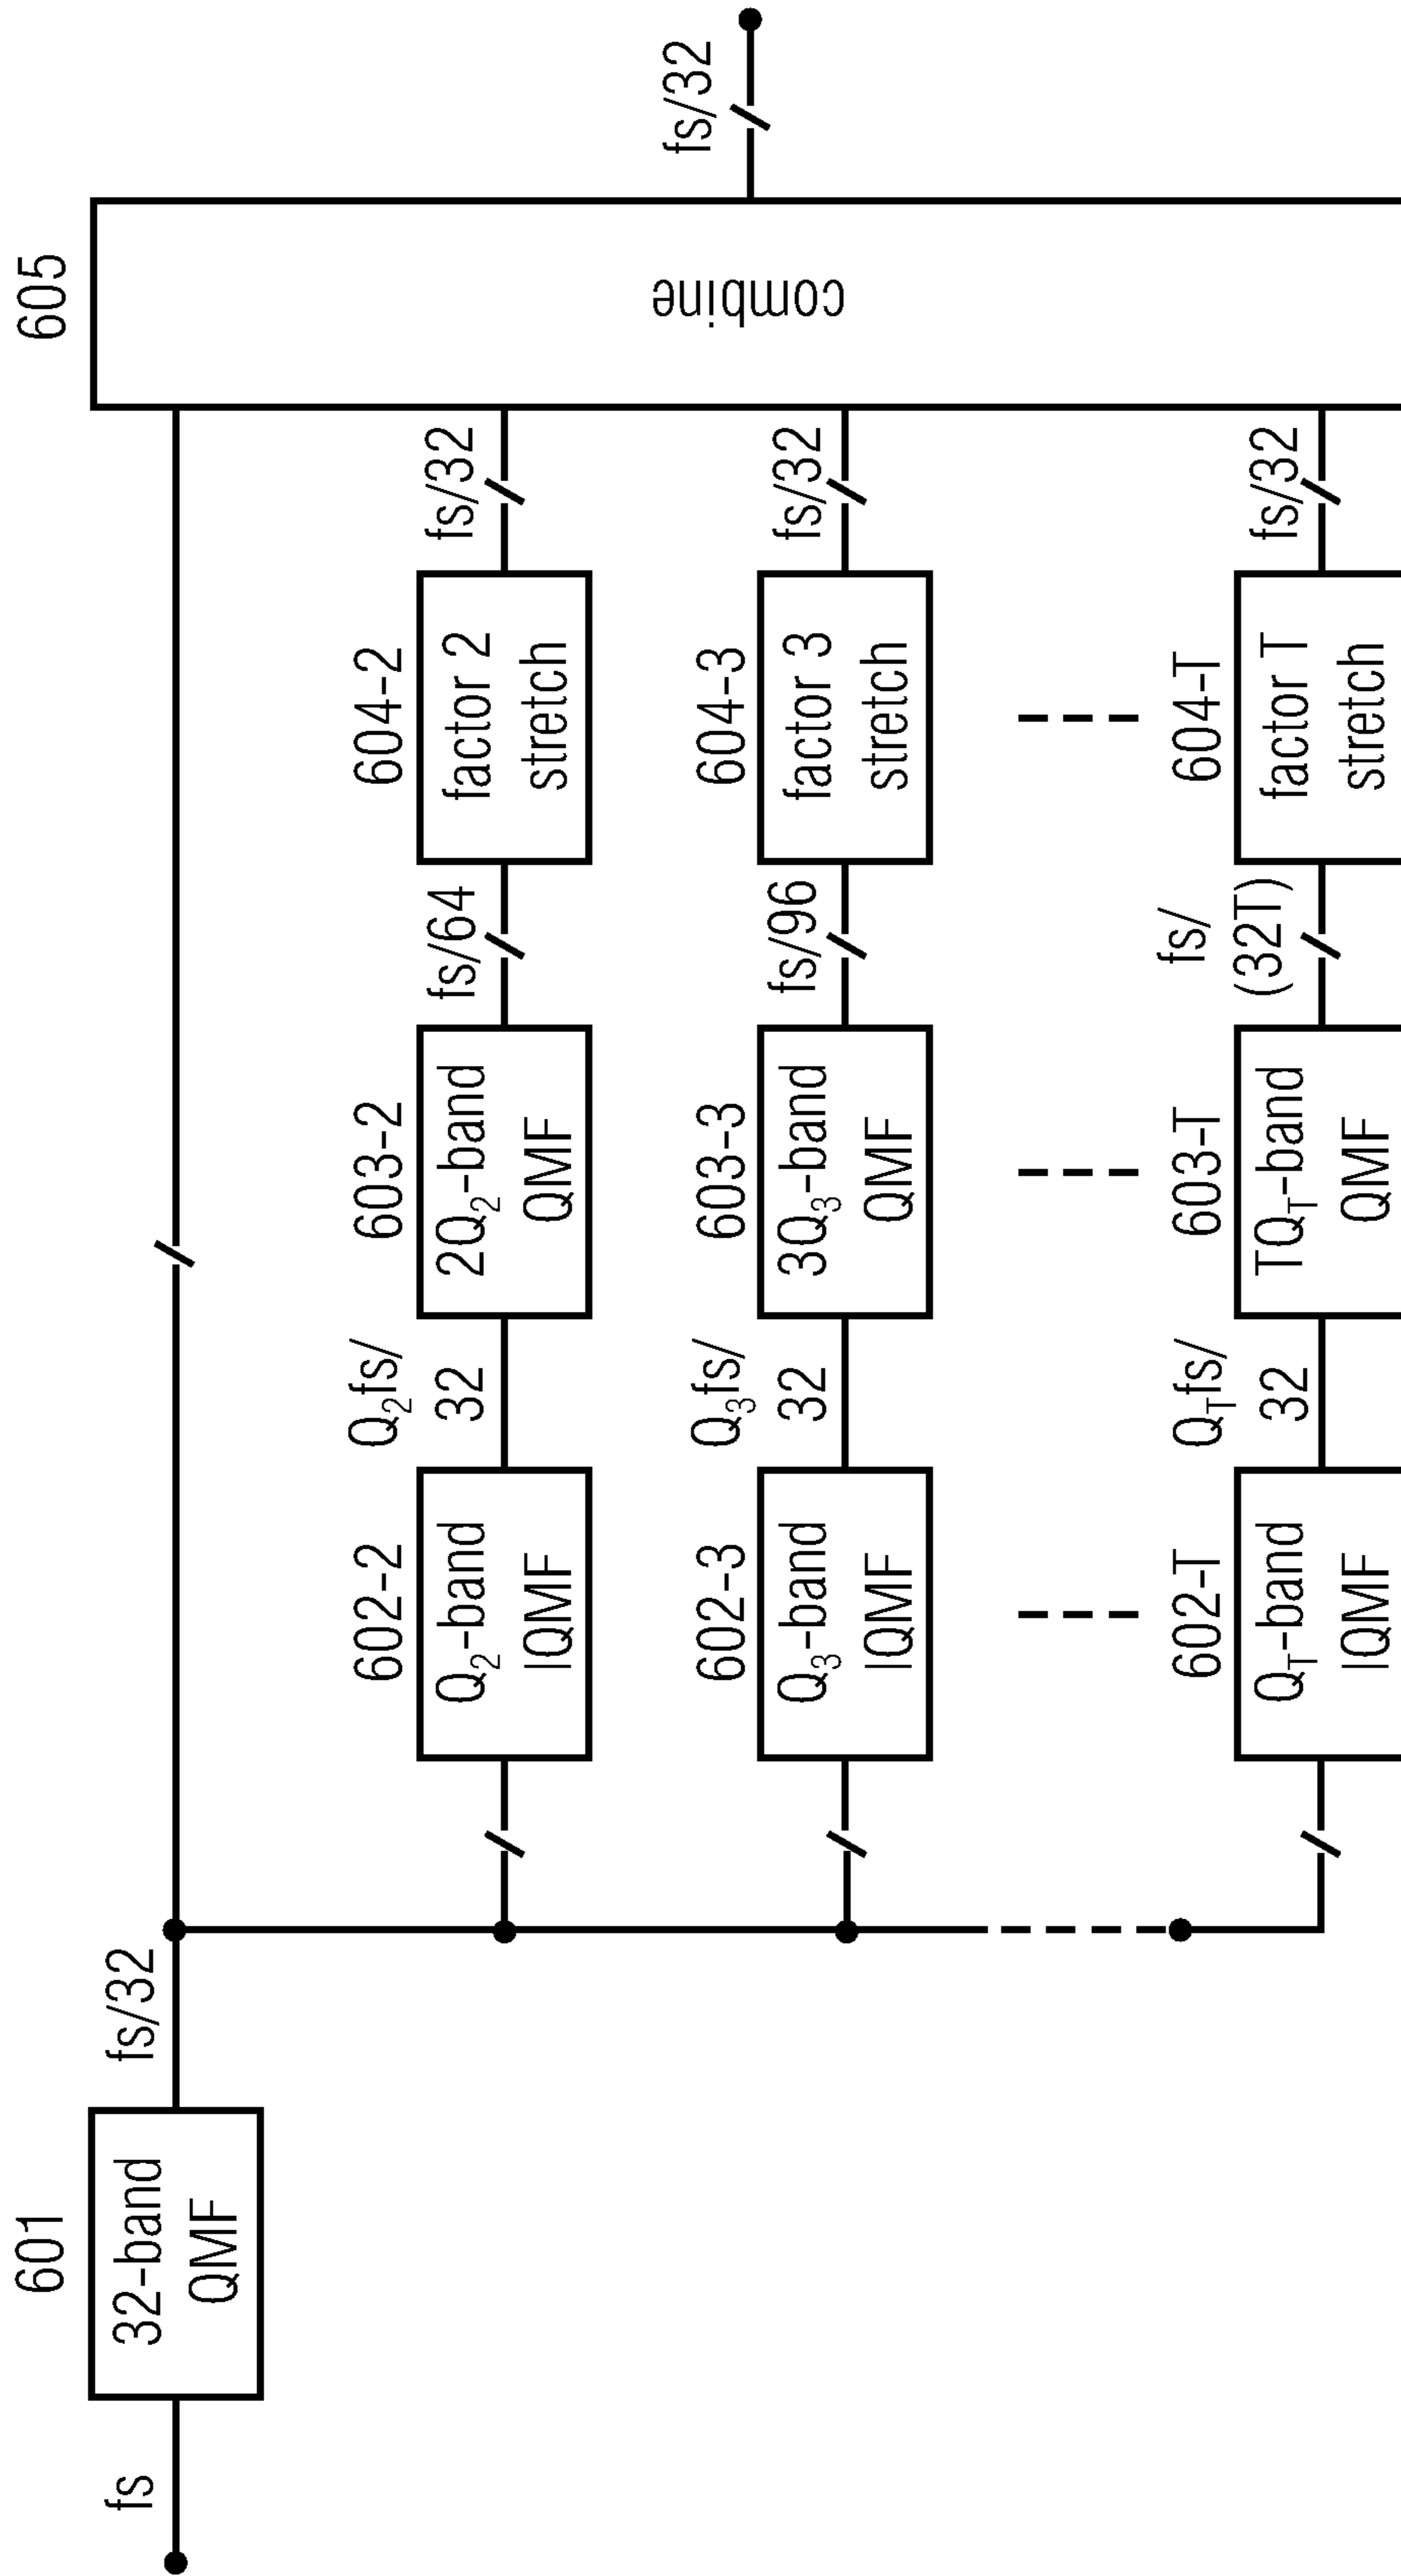 601
32-band
QMF
fs
fs/32
602-2
Q₂-band
IQMF
Q₂fs/
32
603-2
2Q₂-band
QMF
fs/64
604-2
factor 2
stretch
fs/32
602-3
Q₃-band
IQMF
Q₃fs/
32
603-3
3Q₃-band
QMF
fs/96
604-3
factor 3
stretch
fs/32
602-T
Q_T-band
IQMF
Q_Tfs/
32
603-T
TQ_T-band
QMF
fs/
(32T)
604-T
factor T
stretch
fs/32
605
combine
fs/32